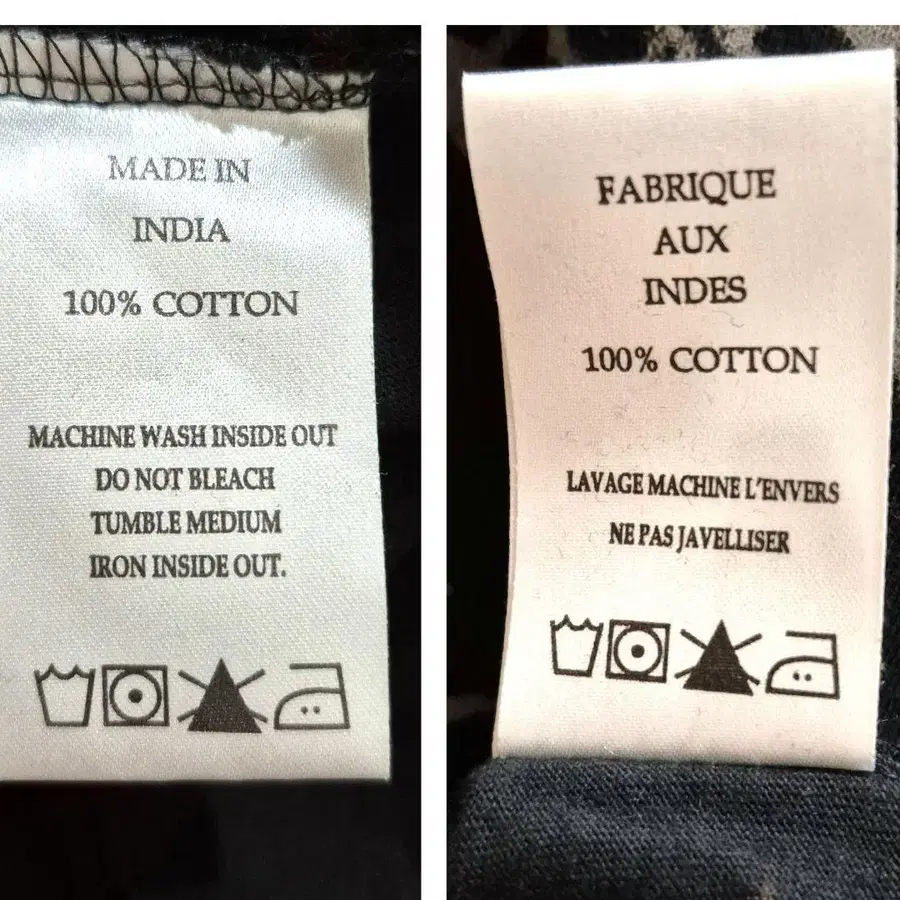 MADE IN
INDIA
100% COTTON
MACHINE WASH INSIDE OUT
DO NOT BLEACH
TUMBLE MEDIUM
IRON INSIDE OUT.
FABRIQUE
AUX
INDES
100% COTTON
LAVAGE MACHINE L'ENVERS
NE PAS JAVELLISER